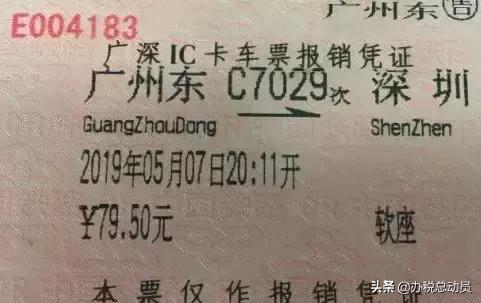 广州东 售
E004183
广深IC卡车票报销凭证
广州东 C7029次 深圳
GuangZhouDong ShenZhen
2019年05月07日20:11开
¥79.50元 软座
本票仅作报销凭证
头条 @办税总动员